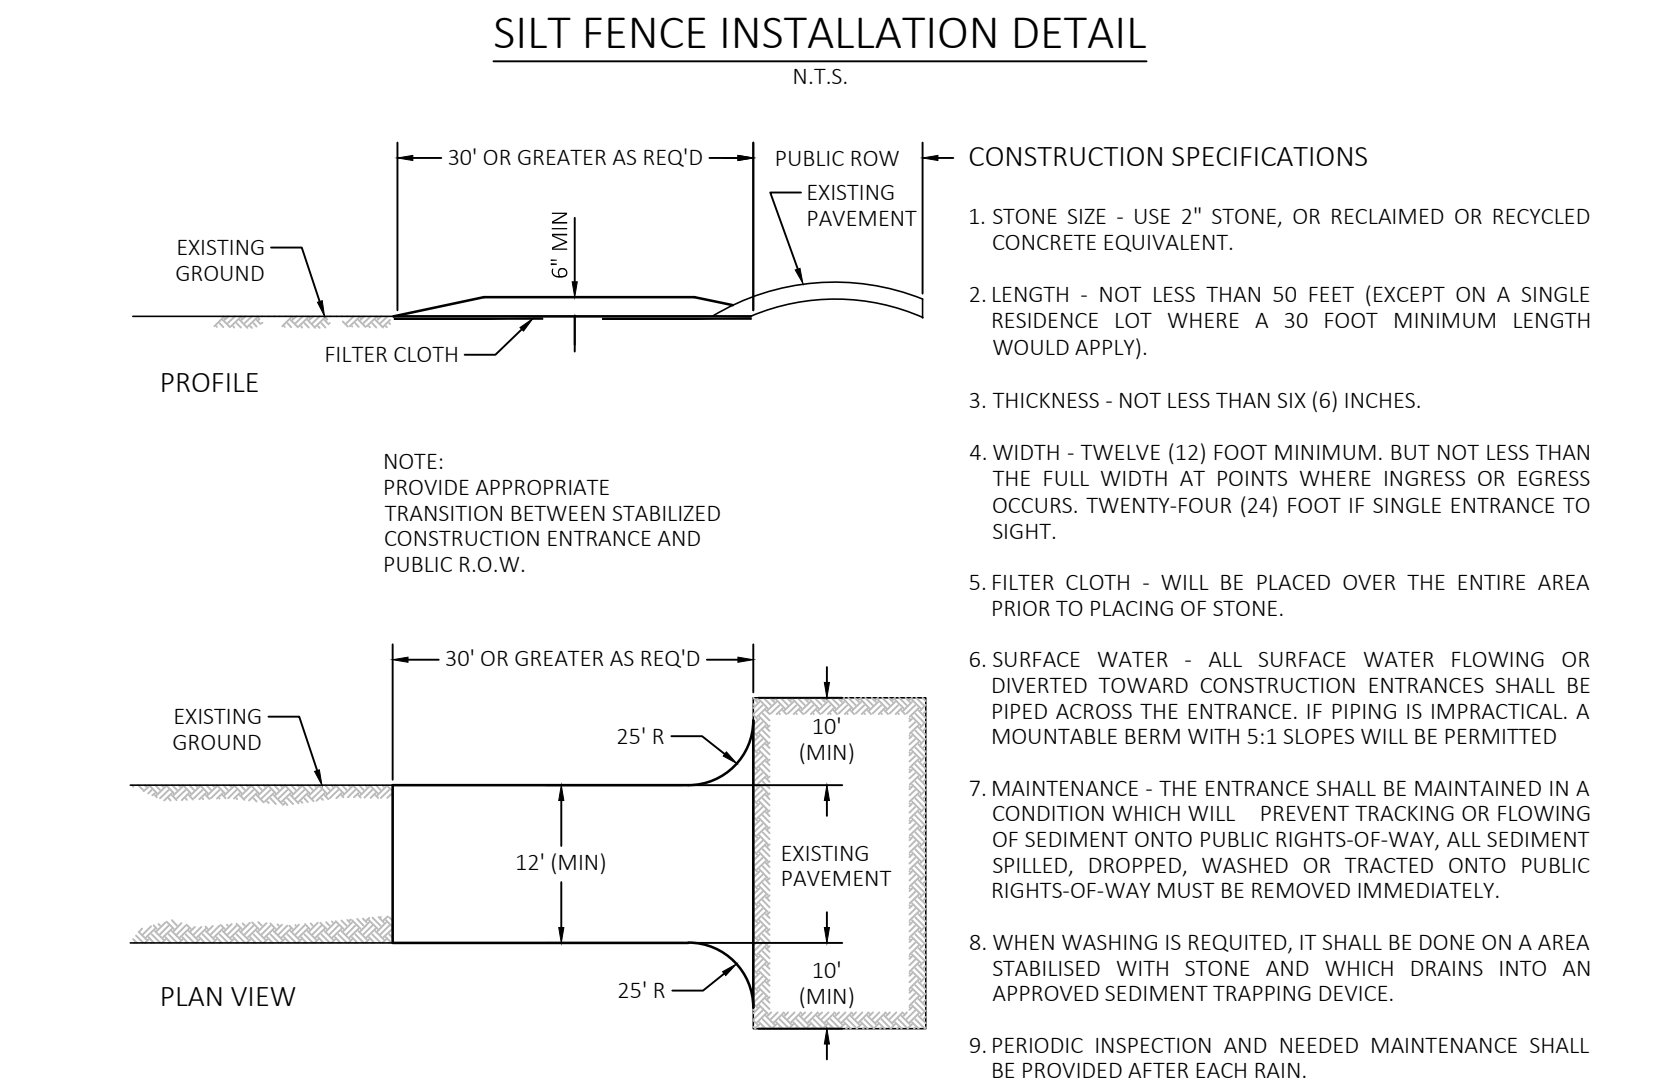 SILT FENCE INSTALLATION DETAIL
N.T.S.
30' OR GREATER AS REQ'D
PUBLIC ROW
EXISTING
PAVEMENT
6" MIN
EXISTING
GROUND
FILTER CLOTH
PROFILE
NOTE:
PROVIDE APPROPRIATE
TRANSITION BETWEEN STABILIZED
CONSTRUCTION ENTRANCE AND
PUBLIC R.O.W.
30' OR GREATER AS REQ'D
EXISTING
GROUND
25' R
10'
(MIN)
12' (MIN)
EXISTING
PAVEMENT
25' R
10'
(MIN)
PLAN VIEW
CONSTRUCTION SPECIFICATIONS
1. STONE SIZE - USE 2" STONE, OR RECLAIMED OR RECYCLED
CONCRETE EQUIVALENT.
2. LENGTH - NOT LESS THAN 50 FEET (EXCEPT ON A SINGLE
RESIDENCE LOT WHERE A 30 FOOT MINIMUM LENGTH
WOULD APPLY).
3. THICKNESS - NOT LESS THAN SIX (6) INCHES.
4. WIDTH - TWELVE (12) FOOT MINIMUM. BUT NOT LESS THAN
THE FULL WIDTH AT POINTS WHERE INGRESS OR EGRESS
OCCURS. TWENTY-FOUR (24) FOOT IF SINGLE ENTRANCE TO
SIGHT.
5. FILTER CLOTH - WILL BE PLACED OVER THE ENTIRE AREA
PRIOR TO PLACING OF STONE.
6. SURFACE WATER - ALL SURFACE WATER FLOWING OR
DIVERTED TOWARD CONSTRUCTION ENTRANCES SHALL BE
PIPED ACROSS THE ENTRANCE. IF PIPING IS IMPRACTICAL. A
MOUNTABLE BERM WITH 5:1 SLOPES WILL BE PERMITTED
7. MAINTENANCE - THE ENTRANCE SHALL BE MAINTAINED IN A
CONDITION WHICH WILL PREVENT TRACKING OR FLOWING
OF SEDIMENT ONTO PUBLIC RIGHTS-OF-WAY, ALL SEDIMENT
SPILLED, DROPPED, WASHED OR TRACTED ONTO PUBLIC
RIGHTS-OF-WAY MUST BE REMOVED IMMEDIATELY.
8. WHEN WASHING IS REQUITED, IT SHALL BE DONE ON A AREA
STABILISED WITH STONE AND WHICH DRAINS INTO AN
APPROVED SEDIMENT TRAPPING DEVICE.
9. PERIODIC INSPECTION AND NEEDED MAINTENANCE SHALL
BE PROVIDED AFTER EACH RAIN.